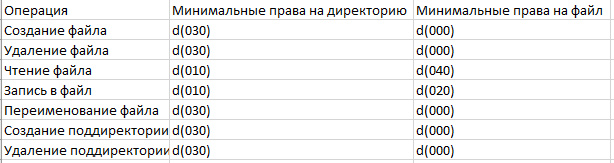 Операция Минимальные права на директорию Минимальные права на файл
Создание файла d(030) d(000)
Удаление файла d(030) d(000)
Чтение файла d(010) d(040)
Запись в файл d(010) d(020)
Переименование файла d(030) d(000)
Создание поддиректории d(030) d(000)
Удаление поддиректории d(030) d(000)